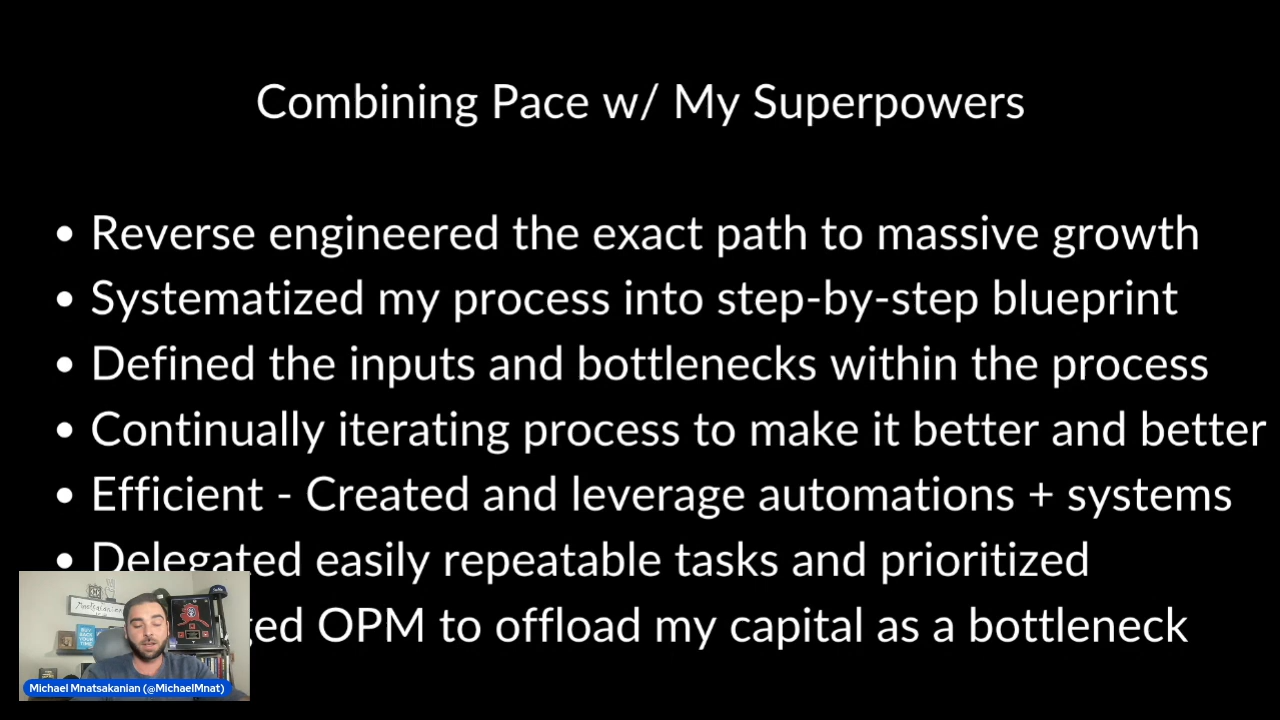 Combining Pace w/ My Superpowers
• Reverse engineered the exact path to massive growth
• Systematized my process into step-by-step blueprint
• Defined the inputs and bottlenecks within the process
• Continually iterating process to make it better and better
• Efficient - Created and leverage automations + systems
• Delegated easily repeatable tasks and prioritized
OPM to offload my capital as a bottleneck
Michael Mnatsakanian (@MichaelMnat)